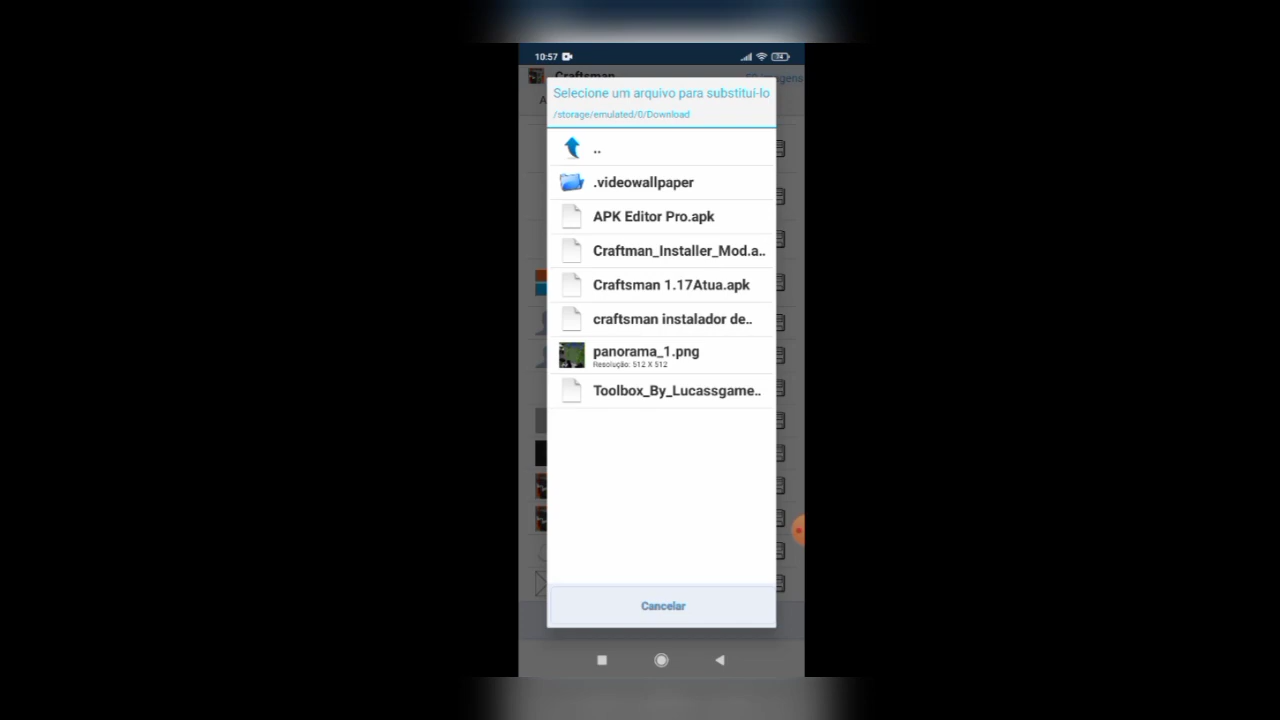 10:57
74
Craftsman
Selecione um arquivo para substituí-lo
/storage/emulated/0/Download
..
.videowallpaper
APK Editor Pro.apk
Craftman_Installer_Mod.a..
Craftsman 1.17Atua.apk
craftsman instalador de..
panorama_1.png
Resolução: 512 X 512
Toolbox_By_Lucassgame..
Cancelar